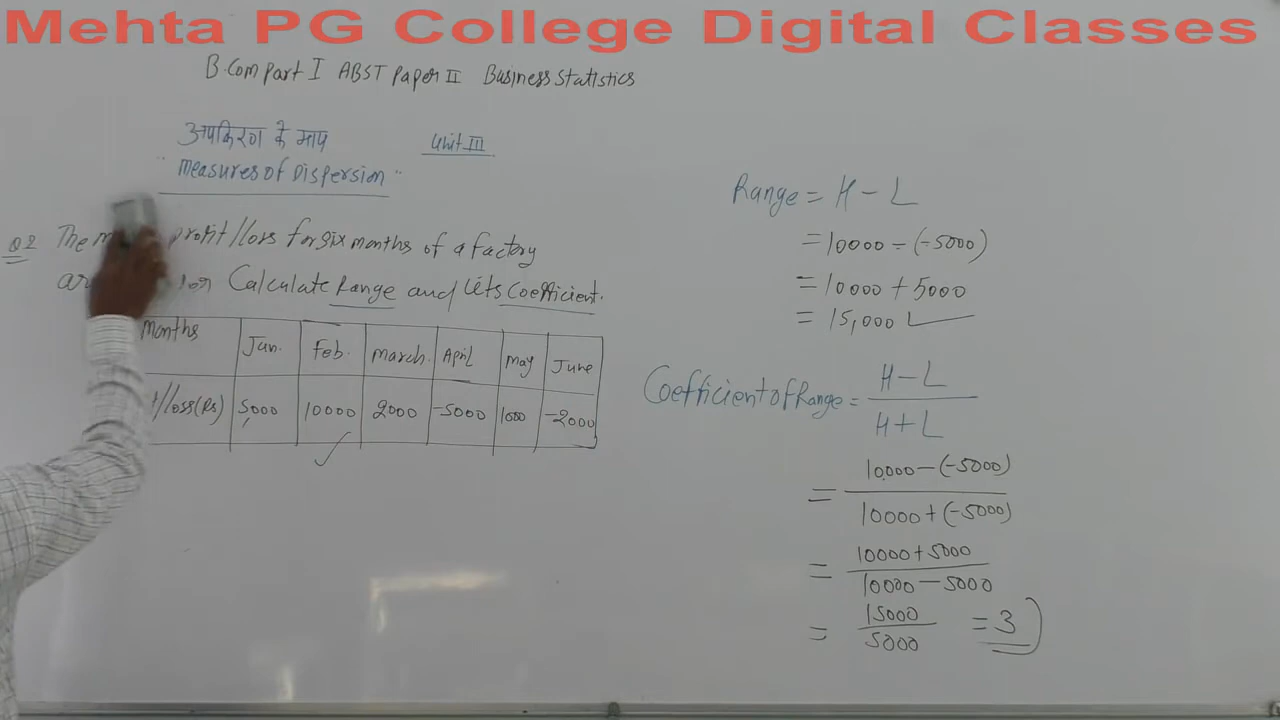 Mehta PG College Digital Classes
B.Com Part I ABST Paper II Business Statistics
अपकिरण के माप Unit III
"Measures of Dispersion"
Q2 The profit/loss for six months of a factory
Calculate Range and it's Coefficient.
months Jan. Feb. March. April May June
/loss(Rs) 5000 10000 2000 -5000 1000 -2000
Range = H - L
= 10000 - (-5000)
= 10000 + 5000
= 15,000
Coefficient of Range = H - L
H + L
= 10,000 - (-5000)
10000 + (-5000)
= 10000 + 5000
10000 - 5000
= 15000 = 3
5000